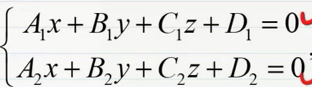 A₁x + B₁y + C₁z + D₁ = 0
A₂x + B₂y + C₂z + D₂ = 0